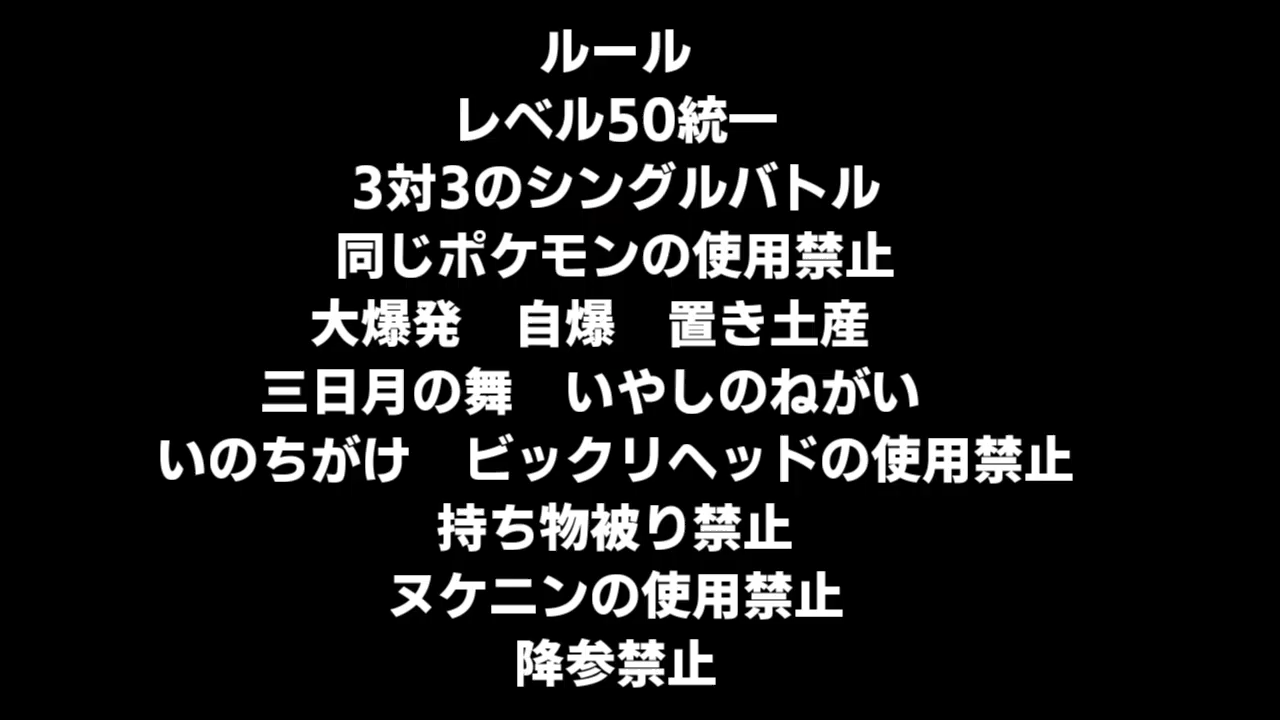 ルール
レベル50統一
3対3のシングルバトル
同じポケモンの使用禁止
大爆発　自爆　置き土産
三日月の舞　いやしのねがい
いのちがけ　ビックリヘッドの使用禁止
持ち物被り禁止
ヌケニンの使用禁止
降参禁止